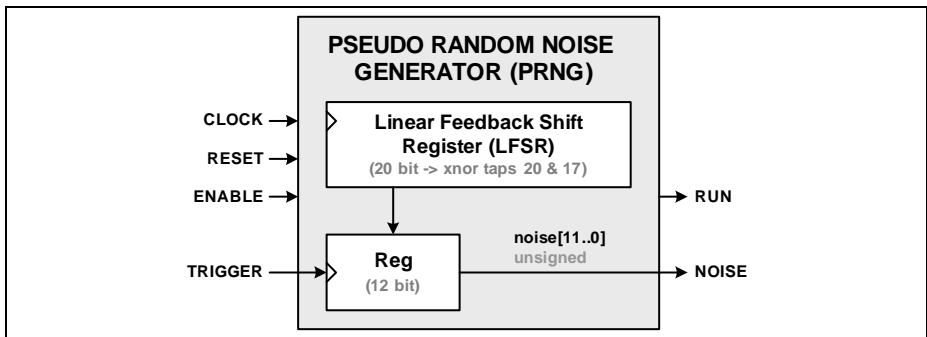 PSEUDO RANDOM NOISE
GENERATOR (PRNG)
CLOCK
RESET
ENABLE
Linear Feedback Shift
Register (LFSR)
(20 bit -> xnor taps 20 & 17)
RUN
TRIGGER
Reg
(12 bit)
noise[11..0]
unsigned
NOISE